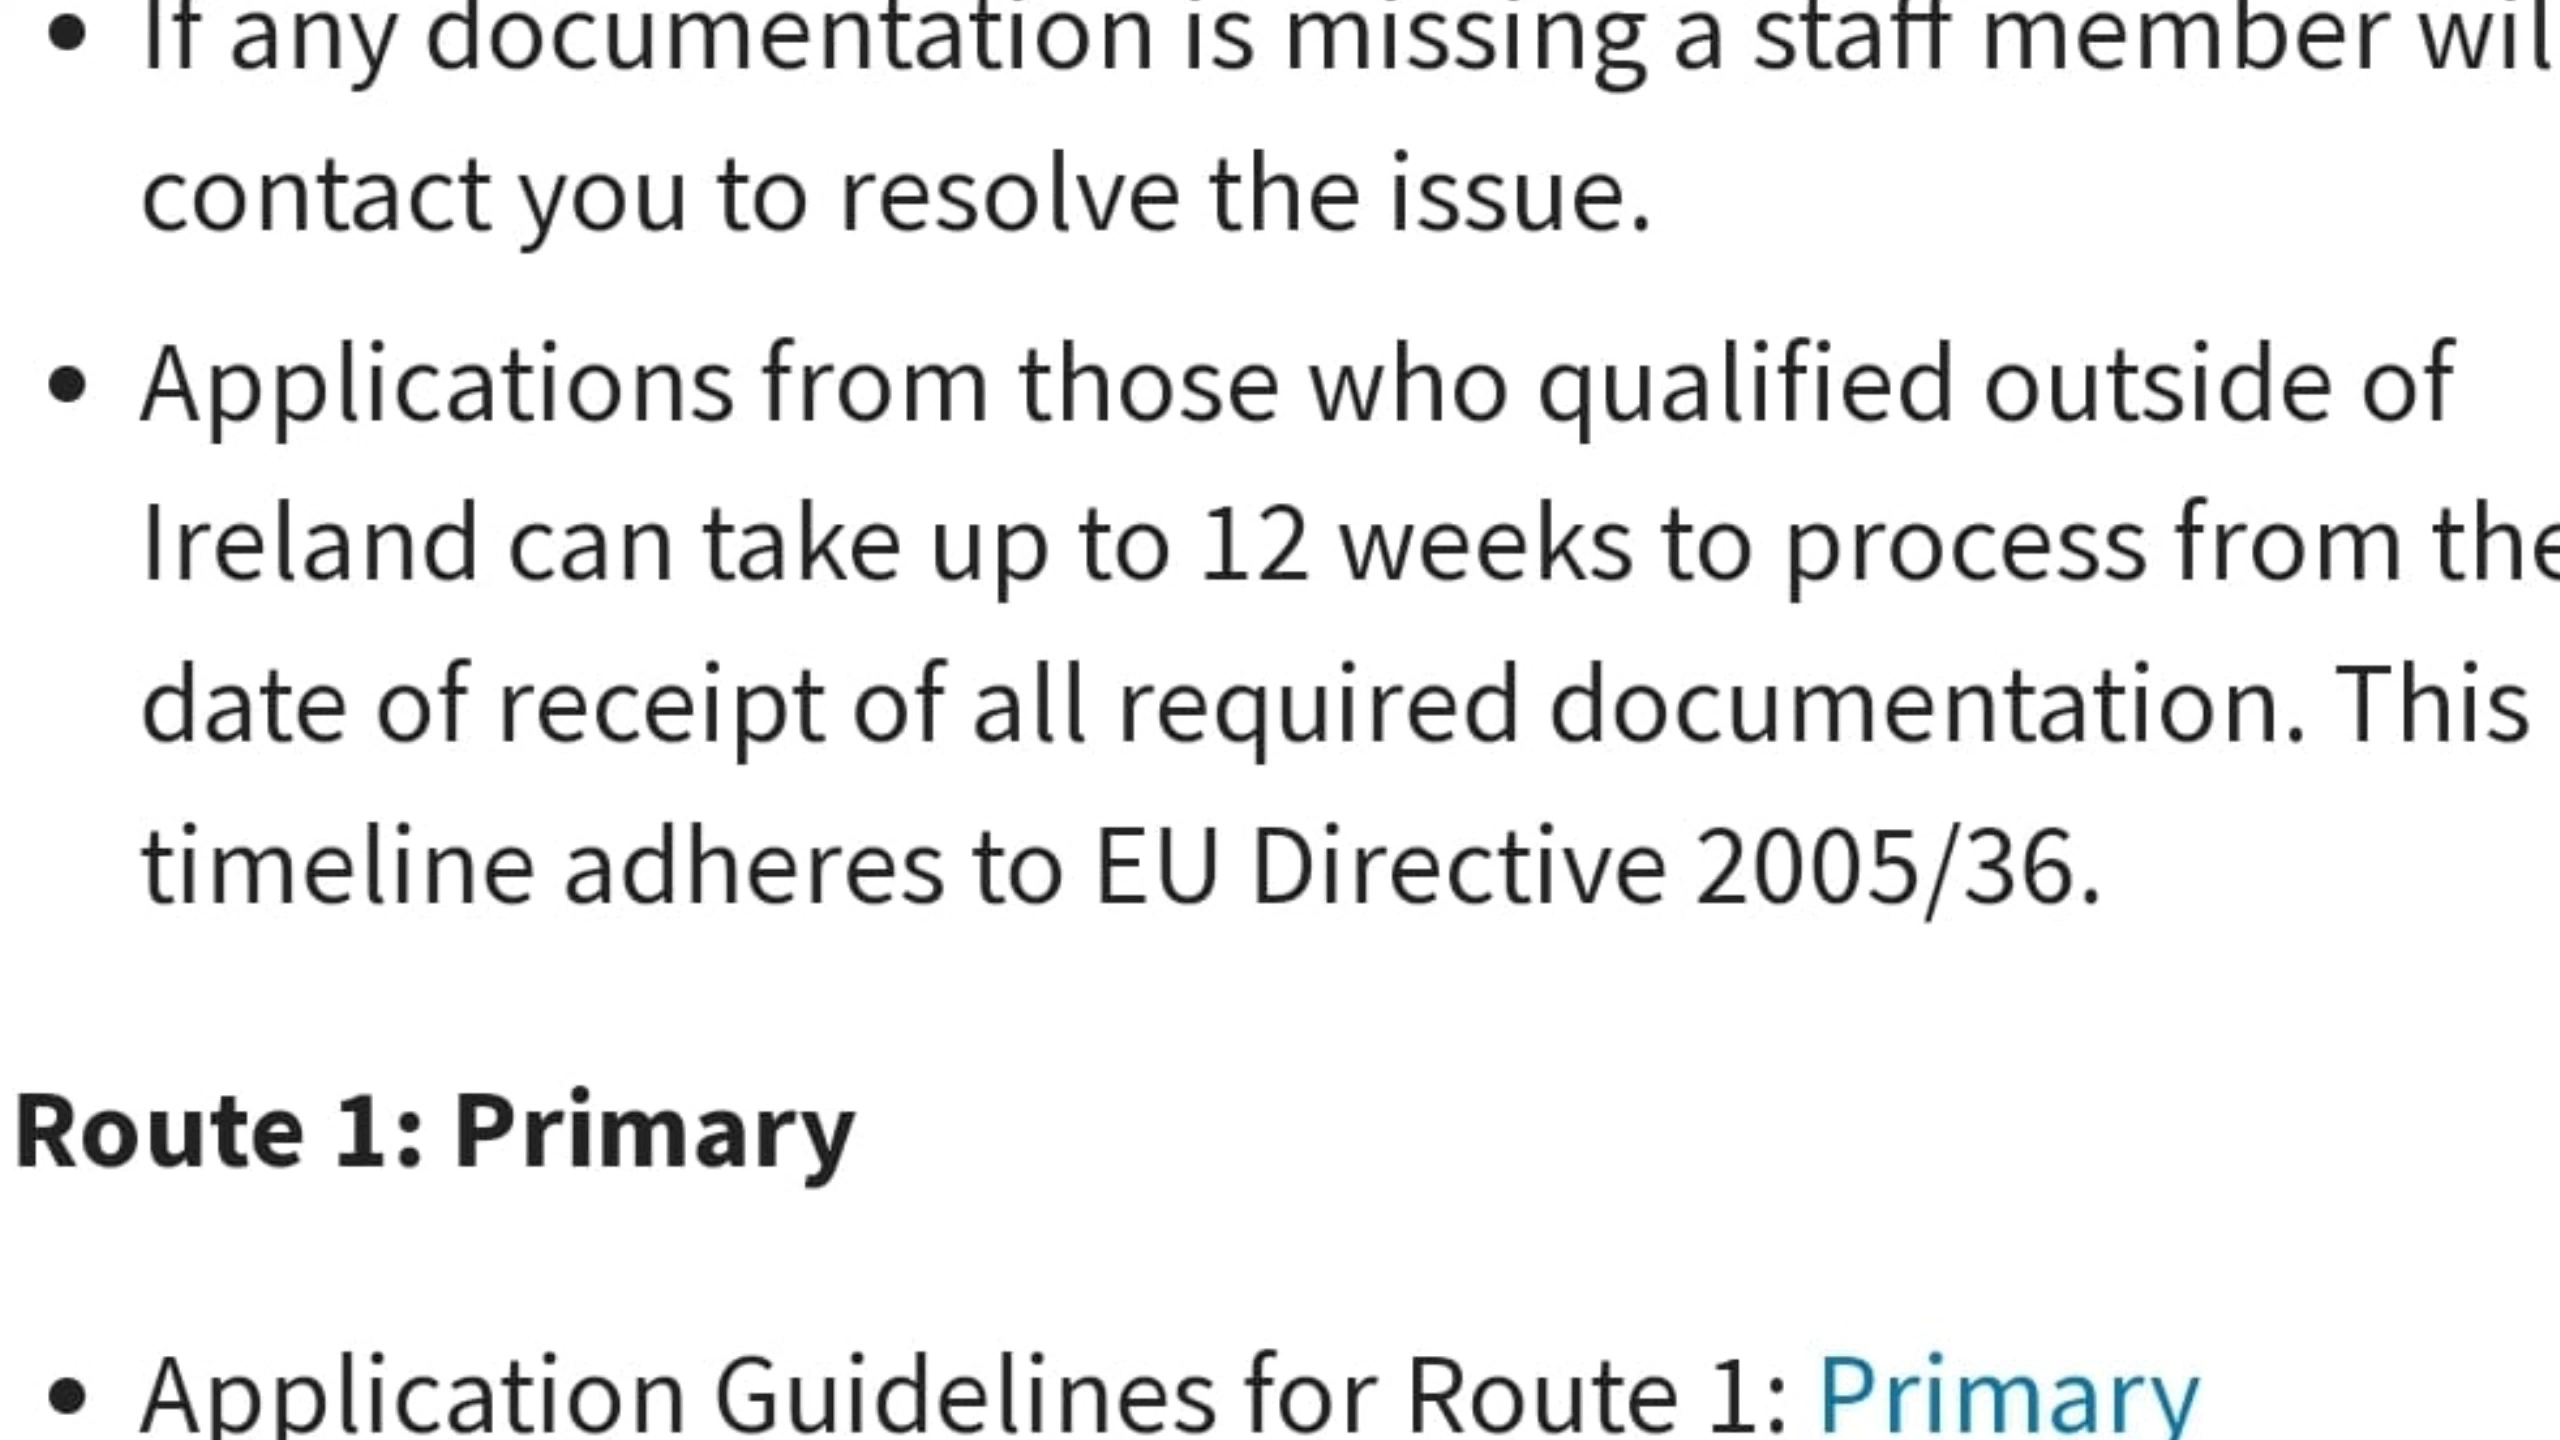 • If any documentation is missing a staff member wil
contact you to resolve the issue.
• Applications from those who qualified outside of
Ireland can take up to 12 weeks to process from the
date of receipt of all required documentation. This
timeline adheres to EU Directive 2005/36.
Route 1: Primary
• Application Guidelines for Route 1: Primary